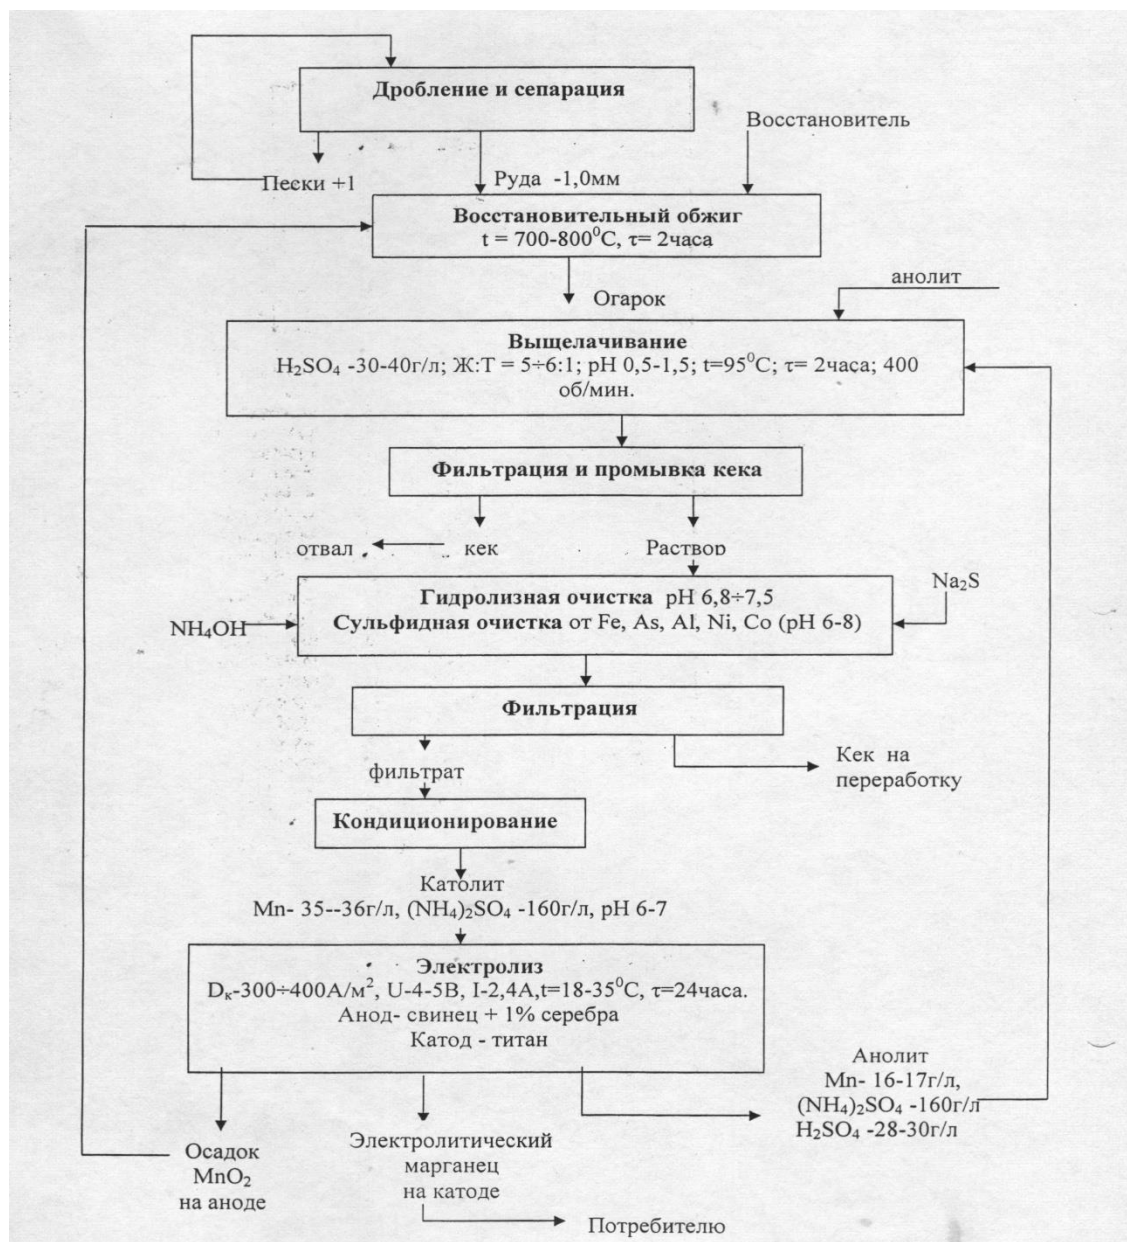 Дробление и сепарация
Восстановитель
Пески +1
Руда -1,0мм
Восстановительный обжиг
t = 700-800⁰С, τ= 2часа
Огарок
анолит
Выщелачивание
H₂SO₄ -30-40г/л; Ж:Т = 5÷6:1; pH 0,5-1,5; t=95⁰C; τ= 2часа; 400
об/мин.
Фильтрация и промывка кека
отвал
кек
Раствор
Гидролизная очистка pH 6,8÷7,5
Сульфидная очистка от Fe, As, Al, Ni, Co (pH 6-8)
NH₄OH
Na₂S
Фильтрация
фильтрат
Кек на
переработку
Кондиционирование
Католит
Mn- 35--36г/л, (NH₄)₂SO₄ -160г/л, pH 6-7
Электролиз
Dк-300÷400А/м², U-4-5В, I-2,4А,t=18-35⁰С, τ=24часа.
Анод- свинец + 1% серебра
Катод - титан
Анолит
Mn- 16-17г/л,
(NH₄)₂SO₄ -160г/л
H₂SO₄ -28-30г/л
Осадок
MnO₂
на аноде
Электролитический
марганец
на катоде
Потребителю